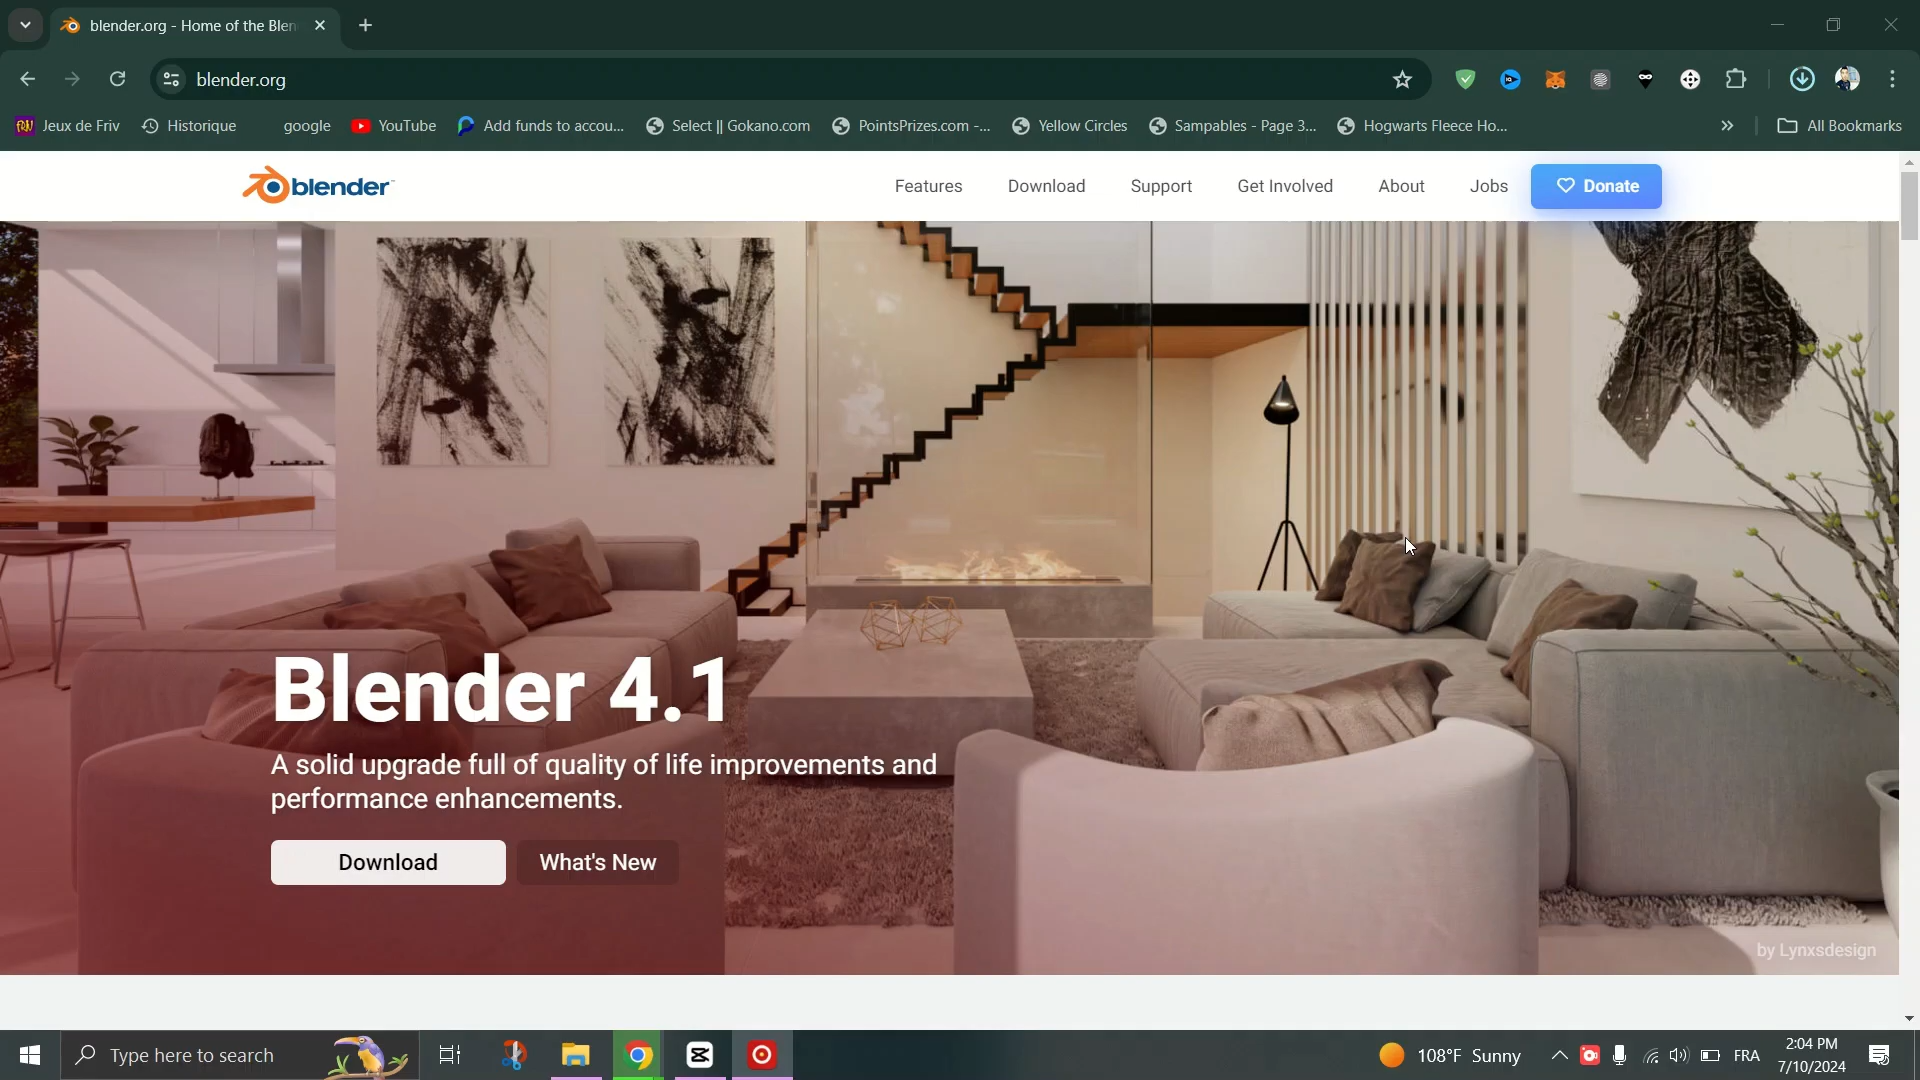 blender.org - Home of the Blen
blender.org
Jeux de Friv
Historique
google
YouTube
Add funds to accou...
Select || Gokano.com
PointsPrizes.com -...
Yellow Circles
Sampables - Page 3...
Hogwarts Fleece Ho...
All Bookmarks
blender
Features
Download
Support
Get Involved
About
Jobs
Donate
Blender 4.1
A solid upgrade full of quality of life improvements and
performance enhancements.
Download
What's New
by Lynxsdesign
Type here to search
108°F Sunny
FRA
2:04 PM
7/10/2024